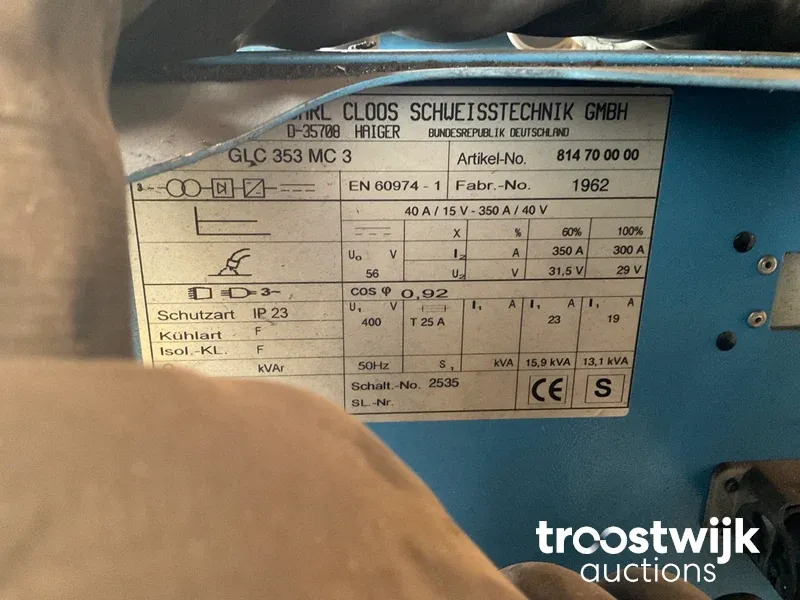 CARL CLOOS SCHWEISSTECHNIK GMBH
D-35708 HAIGER BUNDESREPUBLIK DEUTSCHLAND
GLC 353 MC 3 Artikel-No. 814 70 00 00
EN 60974 - 1 Fabr.-No. 1962
40 A / 15 V - 350 A / 40 V
X % 60% 100%
U₀ V I₂ A 350 A 300 A
56 U₂ V 31,5 V 29 V
3~ cos φ 0,92
Schutzart IP 23 U₁ V I₁ A I₁ A I₁ A
400 T 25 A 23 19
Kühlart F
Isol.-KL. F
kVAr 50Hz S₁ kVA 15,9 kVA 13,1 kVA
Schalt.-No. 2535 CE S
SL.-Nr.
troostwijk
auctions